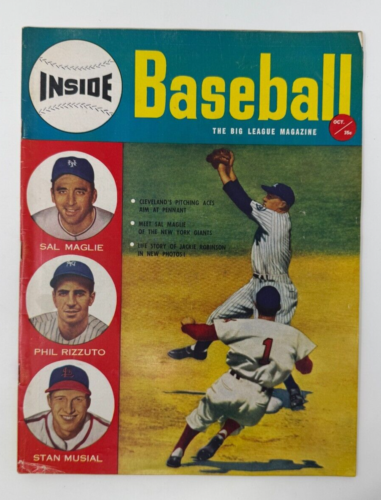 INSIDE
Baseball
OCT.
25c
THE BIG LEAGUE MAGAZINE
• CLEVELAND'S PITCHING ACES
AIM AT PENNANT
• MEET SAL MAGLIE
OF THE NEW YORK GIANTS
• THE STORY OF JACKIE ROBINSON
IN NEW PHOTOS!
SAL MAGLIE
PHIL RIZZUTO
STAN MUSIAL
1